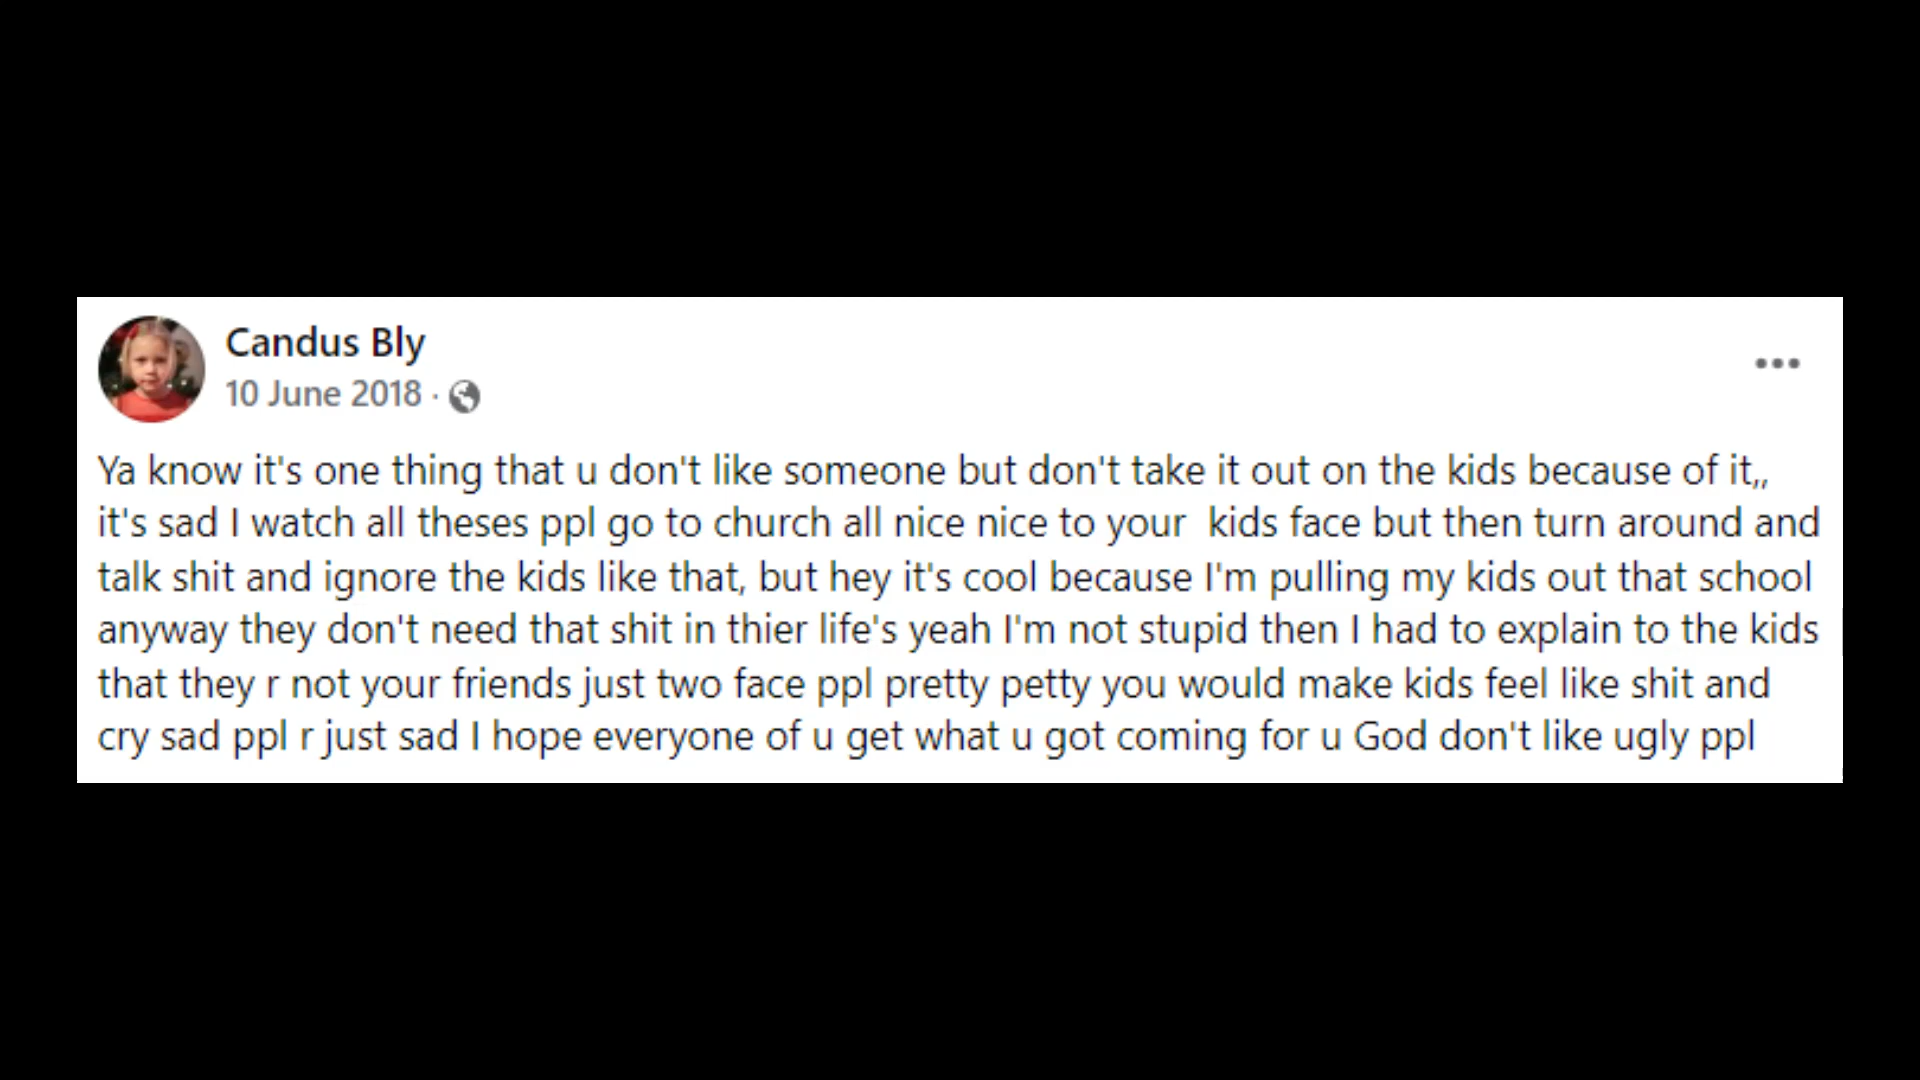 Candus Bly
10 June 2018 ·
Ya know it's one thing that u don't like someone but don't take it out on the kids because of it,,
it's sad I watch all theses ppl go to church all nice nice to your  kids face but then turn around and
talk shit and ignore the kids like that, but hey it's cool because I'm pulling my kids out that school
anyway they don't need that shit in thier life's yeah I'm not stupid then I had to explain to the kids
that they r not your friends just two face ppl pretty petty you would make kids feel like shit and
cry sad ppl r just sad I hope everyone of u get what u got coming for u God don't like ugly ppl